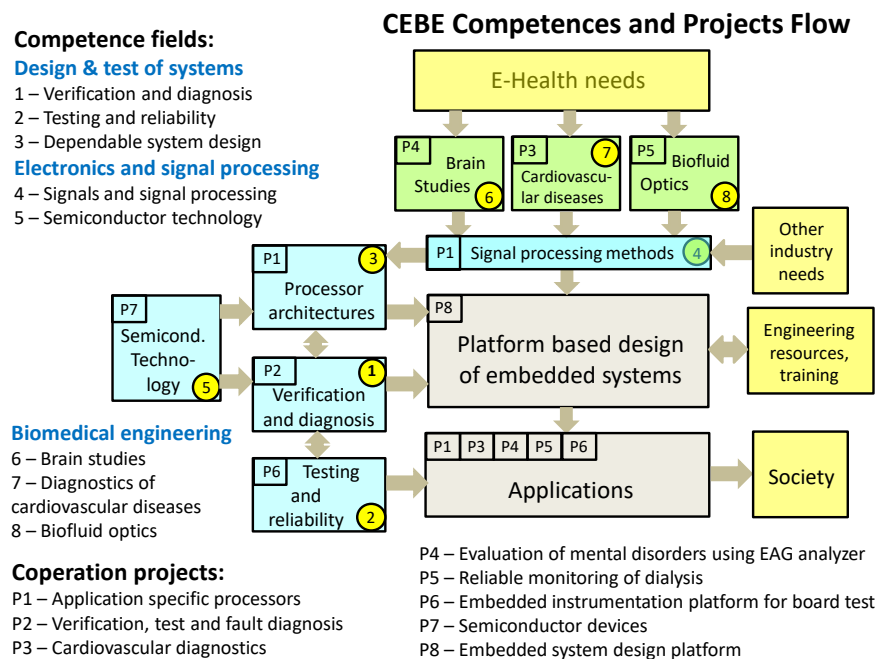 CEBE Competences and Projects Flow
Competence fields:
Design & test of systems
1 – Verification and diagnosis
2 – Testing and reliability
3 – Dependable system design
Electronics and signal processing
4 – Signals and signal processing
5 – Semiconductor technology
E-Health needs
P4
Brain
Studies
6
P3
7
Cardiovascu-
lar diseases
P5
Biofluid
Optics
8
P1
Signal processing methods
4
Other
industry
needs
P1
3
Processor
architectures
P7
Semicond.
Techno-
logy
5
P8
Platform based design
of embedded systems
Engineering
resources,
training
P2
1
Verification
and diagnosis
P6
Testing
and
reliability
2
P1
P3
P4
P5
P6
Applications
Society
Biomedical engineering
6 – Brain studies
7 – Diagnostics of
cardiovascular diseases
8 – Biofluid optics
Coperation projects:
P1 – Application specific processors
P2 – Verification, test and fault diagnosis
P3 – Cardiovascular diagnostics
P4 – Evaluation of mental disorders using EAG analyzer
P5 – Reliable monitoring of dialysis
P6 – Embedded instrumentation platform for board test
P7 – Semiconductor devices
P8 – Embedded system design platform